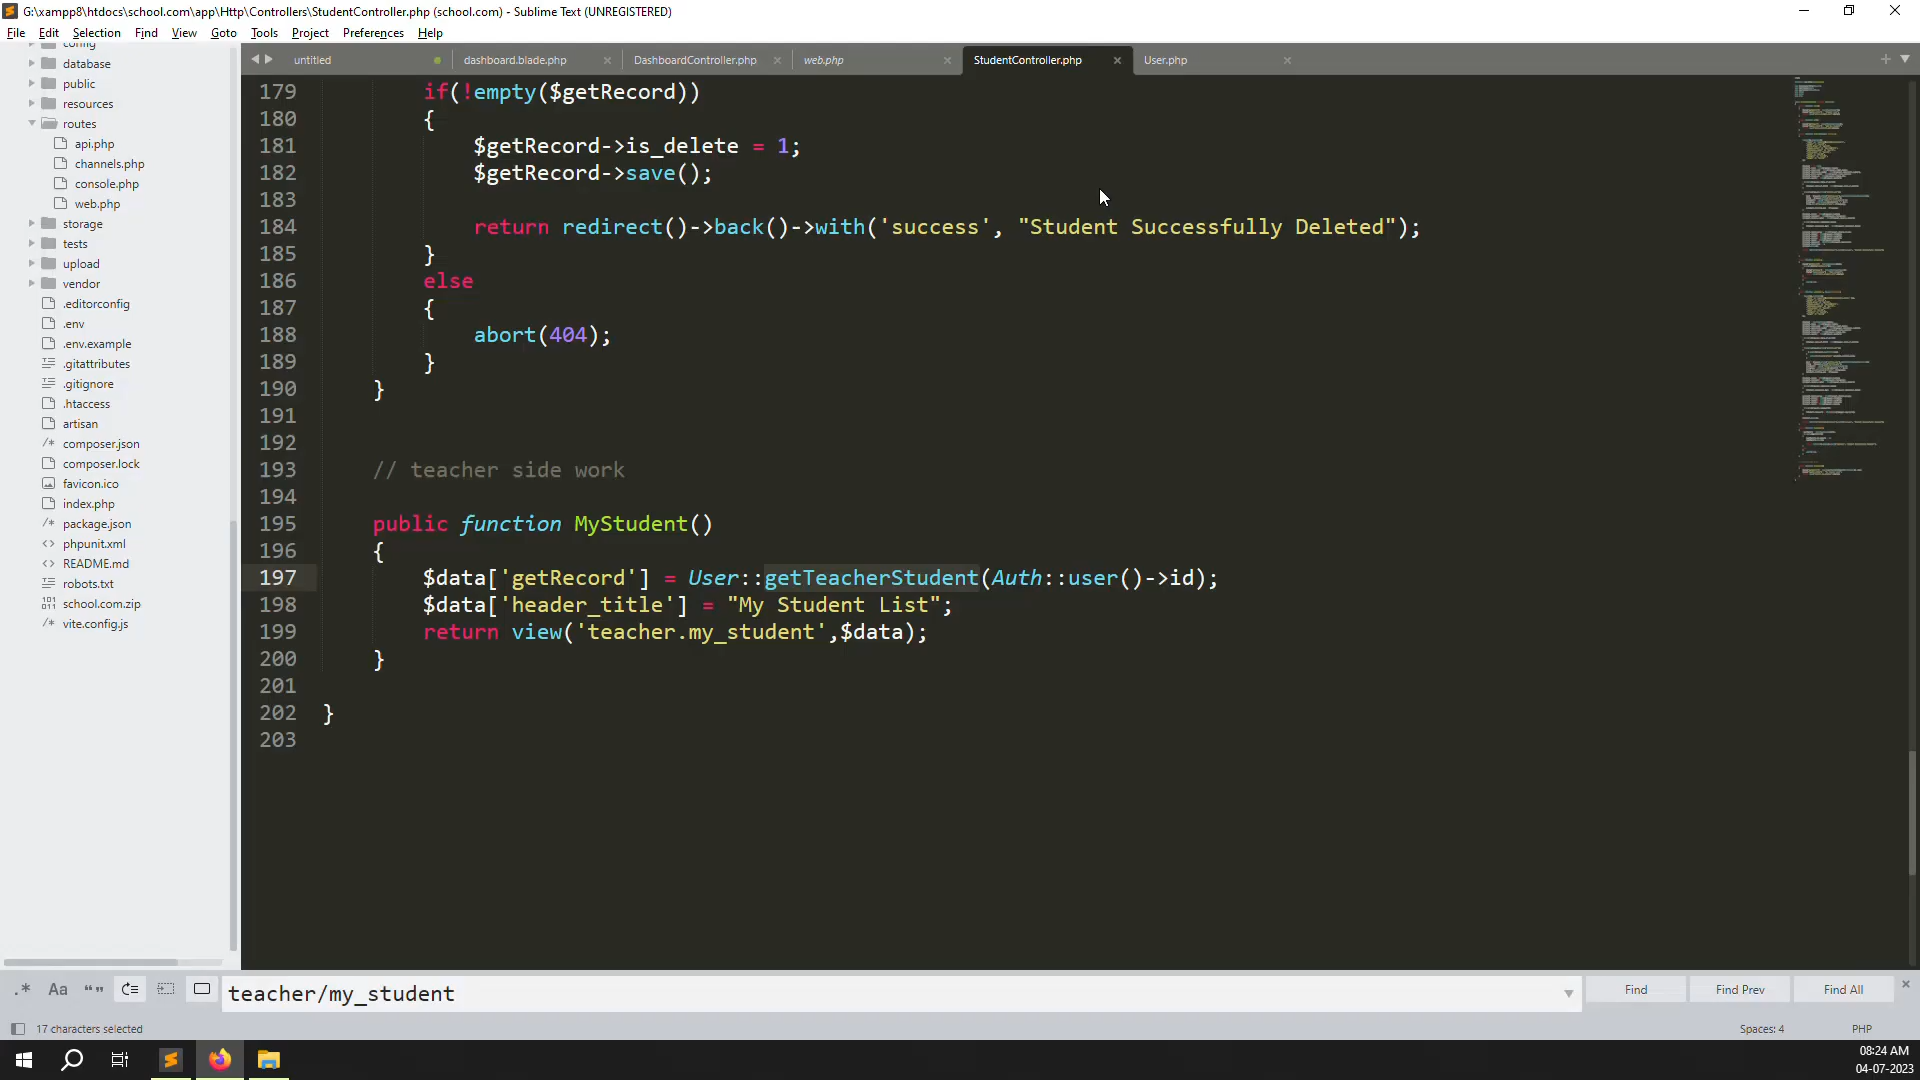 G:\xampp8\htdocs\school.com\app\Http\Controllers\StudentController.php (school.com) - Sublime Text (UNREGISTERED)
File Edit Selection Find View Goto Tools Project Preferences Help
untitled dashboard.blade.php DashboardController.php web.php StudentController.php User.php
config
database
public
resources
routes
api.php
channels.php
console.php
web.php
storage
tests
upload
vendor
.editorconfig
.env
.env.example
.gitattributes
.gitignore
.htaccess
artisan
composer.json
composer.lock
favicon.ico
index.php
package.json
phpunit.xml
README.md
robots.txt
school.com.zip
vite.config.js
179 if(!empty($getRecord))
180 {
181 $getRecord->is_delete = 1;
182 $getRecord->save();
183
184 return redirect()->back()->with('success', "Student Successfully Deleted");
185 }
186 else
187 {
188 abort(404);
189 }
190 }
191
192
193 // teacher side work
194
195 public function MyStudent()
196 {
197 $data['getRecord'] = User::getTeacherStudent(Auth::user()->id);
198 $data['header_title'] = "My Student List";
199 return view('teacher.my_student',$data);
200 }
201
202 }
203
.* Aa “” teacher/my_student Find Find Prev Find All
17 characters selected Spaces: 4 PHP
08:24 AM
04-07-2023